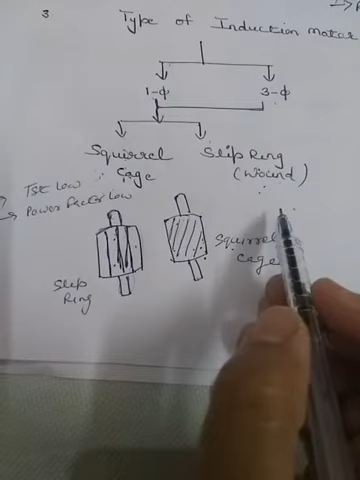 3
Type of Induction Motor
1-Φ 3-Φ
Squirrel Cage
Slip Ring (Wound)
Tst Low
Power Factor Low
Squirrel Cage
Slip Ring